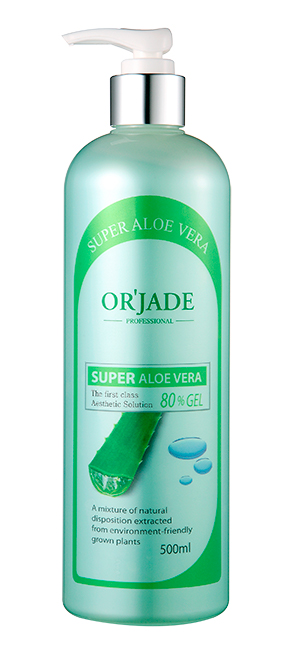 SUPER ALOE VERA
OR'JADE
PROFESSIONAL
SUPER ALOE VERA
The first class
Aesthetic Solution 80% GEL
A mixture of natural
disposition extracted
from environment-friendly
grown plants
500ml